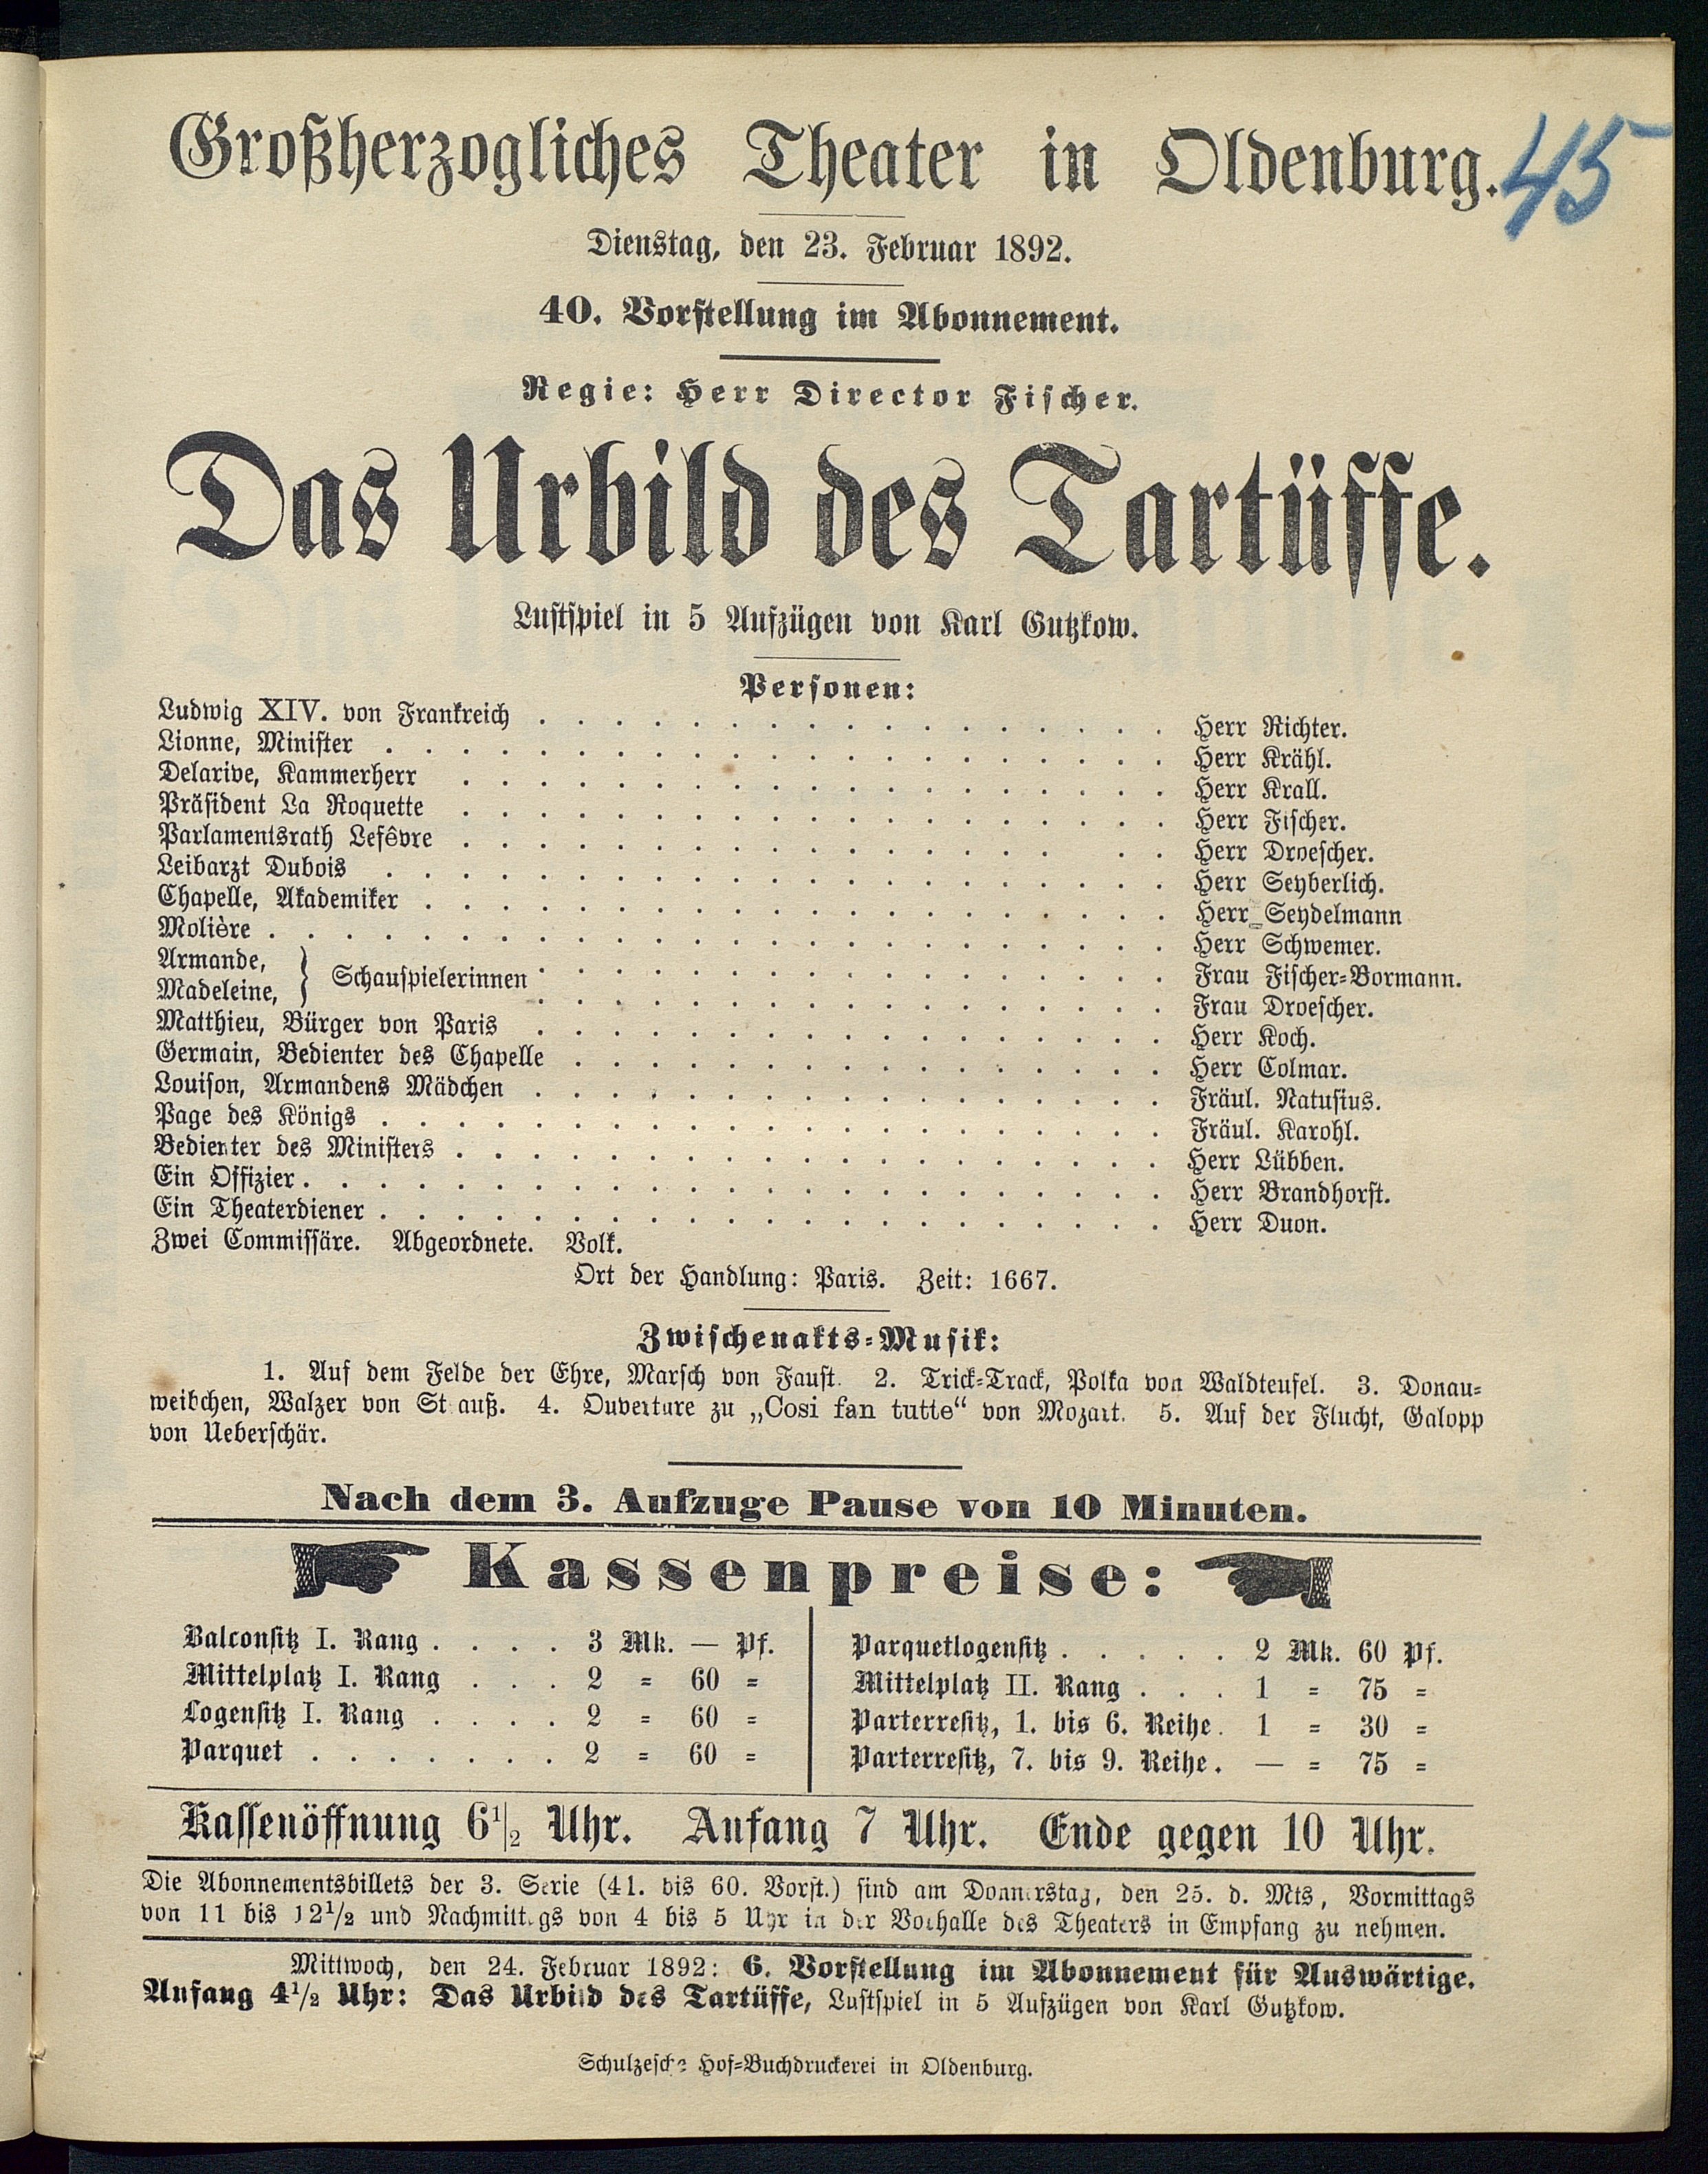 Großherzogliches Theater in Oldenburg.
45
Dienstag, den 23. Februar 1892.
40. Vorstellung im Abonnement.
Regie: Herr Director Fischer.
Das Urbild des Tartüffe.
Lustspiel in 5 Aufzügen von Karl Gutzkow.
Personen:
Ludwig XIV. von Frankreich . . . . . . . . . . . . . . . . . Herr Richter.
Lionne, Minister . . . . . . . . . . . . . . . . . . . . . Herr Krähl.
Delarive, Kammerherr . . . . . . . . . . . . . . . . . . . Herr Krall.
Präsident La Roquette . . . . . . . . . . . . . . . . . . . Herr Fischer.
Parlamentsrath Lefêvre . . . . . . . . . . . . . . . . . . Herr Droescher.
Leibarzt Dubois . . . . . . . . . . . . . . . . . . . . . Herr Seyberlich.
Chapelle, Akademiker . . . . . . . . . . . . . . . . . . . . Herr Seydelmann
Molière . . . . . . . . . . . . . . . . . . . . . . . . Herr Schwemer.
Armande, } Schauspielerinnen . . . . . . . . . . . . . . . . . Frau Fischer-Bormann.
Madeleine, } . . . . . . . . . . . . . . . . . Frau Droescher.
Matthieu, Bürger von Paris . . . . . . . . . . . . . . . . . Herr Koch.
Germain, Bedienter des Chapelle . . . . . . . . . . . . . . . . Herr Colmar.
Louison, Armandens Mädchen . . . . . . . . . . . . . . . . . Fräul. Natusius.
Page des Königs . . . . . . . . . . . . . . . . . . . . . Fräul. Karohl.
Bedienter des Ministers . . . . . . . . . . . . . . . . . . . Herr Lübben.
Ein Offizier . . . . . . . . . . . . . . . . . . . . . . . Herr Brandhorst.
Ein Theaterdiener . . . . . . . . . . . . . . . . . . . . . Herr Duon.
Zwei Commissäre. Abgeordnete. Volk.
Ort der Handlung: Paris. Zeit: 1667.
Zwischenakts-Musik:
1. Auf dem Felde der Ehre, Marsch von Faust. 2. Trick-Track, Polka von Waldteufel. 3. Donau-
weibchen, Walzer von Strauß. 4. Ouverture zu „Cosi fan tutte“ von Mozart. 5. Auf der Flucht, Galopp
von Ueberschär.
Nach dem 3. Aufzuge Pause von 10 Minuten.
Kassenpreise:
Balconsitz I. Rang . . . . 3 Mk. — Pf.
Mittelplatz I. Rang . . . 2 = 60 =
Logensitz I. Rang . . . . 2 = 60 =
Parquet . . . . . . . 2 = 60 =
Parquetlogensitz . . . . . 2 Mk. 60 Pf.
Mittelplatz II. Rang . . . 1 = 75 =
Parterresitz, 1. bis 6. Reihe. 1 = 30 =
Parterresitz, 7. bis 9. Reihe. — = 75 =
Kassenöffnung 6 1/2 Uhr. Anfang 7 Uhr. Ende gegen 10 Uhr.
Die Abonnementsbillets der 3. Serie (41. bis 60. Vorst.) sind am Donnerstag, den 25. d. Mts, Vormittags
von 11 bis 12 1/2 und Nachmittags von 4 bis 5 Uhr in der Vorhalle des Theaters in Empfang zu nehmen.
Mittwoch, den 24. Februar 1892: 6. Vorstellung im Abonnement für Auswärtige.
Anfang 4 1/2 Uhr: Das Urbild des Tartüffe, Lustspiel in 5 Aufzügen von Karl Gutzkow.
Schulzesche Hof-Buchdruckerei in Oldenburg.